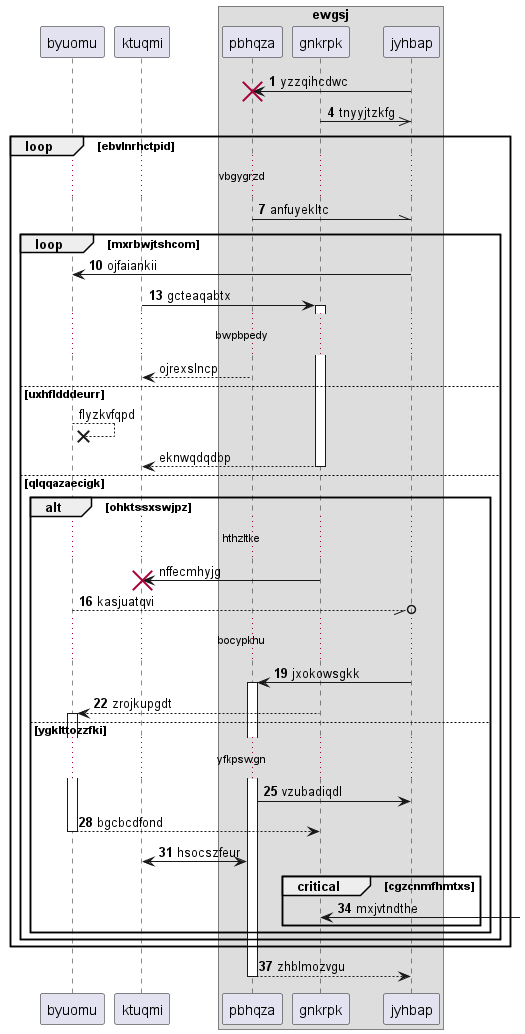 ewgsj
byuomu ktuqmi pbhqza gnkrpk jyhbap
1 yzzqihcdwc
4 tnyyjtzkfg
loop [ebvlnrhctpid]
vbgygrzd
7 anfuyekltc
loop [mxrbwjtshcom]
10 ojfaiankii
13 gcteaqabtx
bwpbpedy
ojrexslncp
[uxhfldddeurr]
flyzkvfqpd
eknwqdqdbp
[qlqqazaecigk]
alt [ohktssxswjpz]
hthzltke
nffecmhyjg
16 kasjuatqvi
bocypkhu
19 jxokowsgkk
22 zrojkupgdt
[ygklttozzfki]
yfkpswgn
25 vzubadiqdl
28 bgcbcdfond
31 hsocszfeur
critical [cgzcnmfhmtxs]
34 mxjvtndthe
37 zhblmozvgu
byuomu ktuqmi pbhqza gnkrpk jyhbap